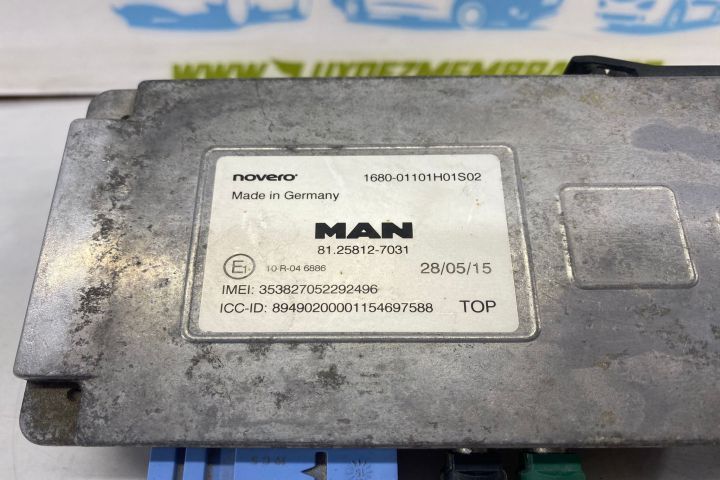 novero 1680-01101H01S02
Made in Germany
MAN
81.25812-7031
E1 10 R-04 6886 28/05/15
IMEI: 353827052292496
ICC-ID: 89490200001154697588 TOP